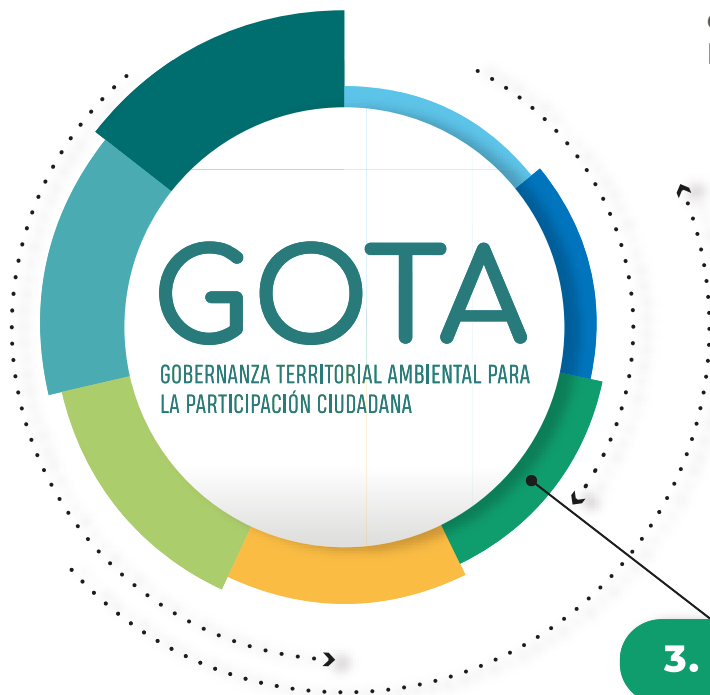 GOTA
GOBERNANZA TERRITORIAL AMBIENTAL PARA
LA PARTICIPACIÓN CIUDADANA
3.